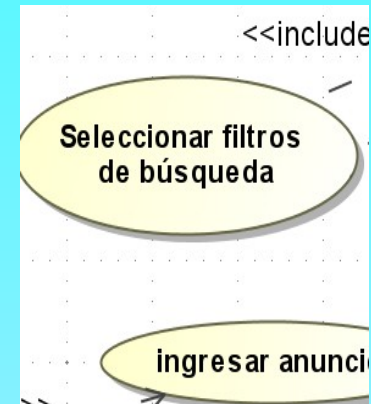 <<include
Seleccionar filtros
de búsqueda
ingresar anunci
>>